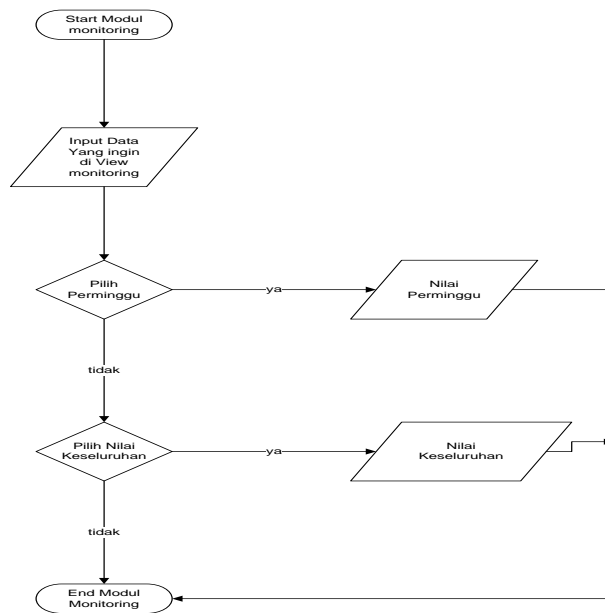 Start Modul
monitoring
Input Data
Yang ingin
di View
monitoring
Pilih
Perminggu
ya
Nilai
Perminggu
tidak
Pilih Nilai
Keseluruhan
ya
Nilai
Keseluruhan
tidak
End Modul
Monitoring